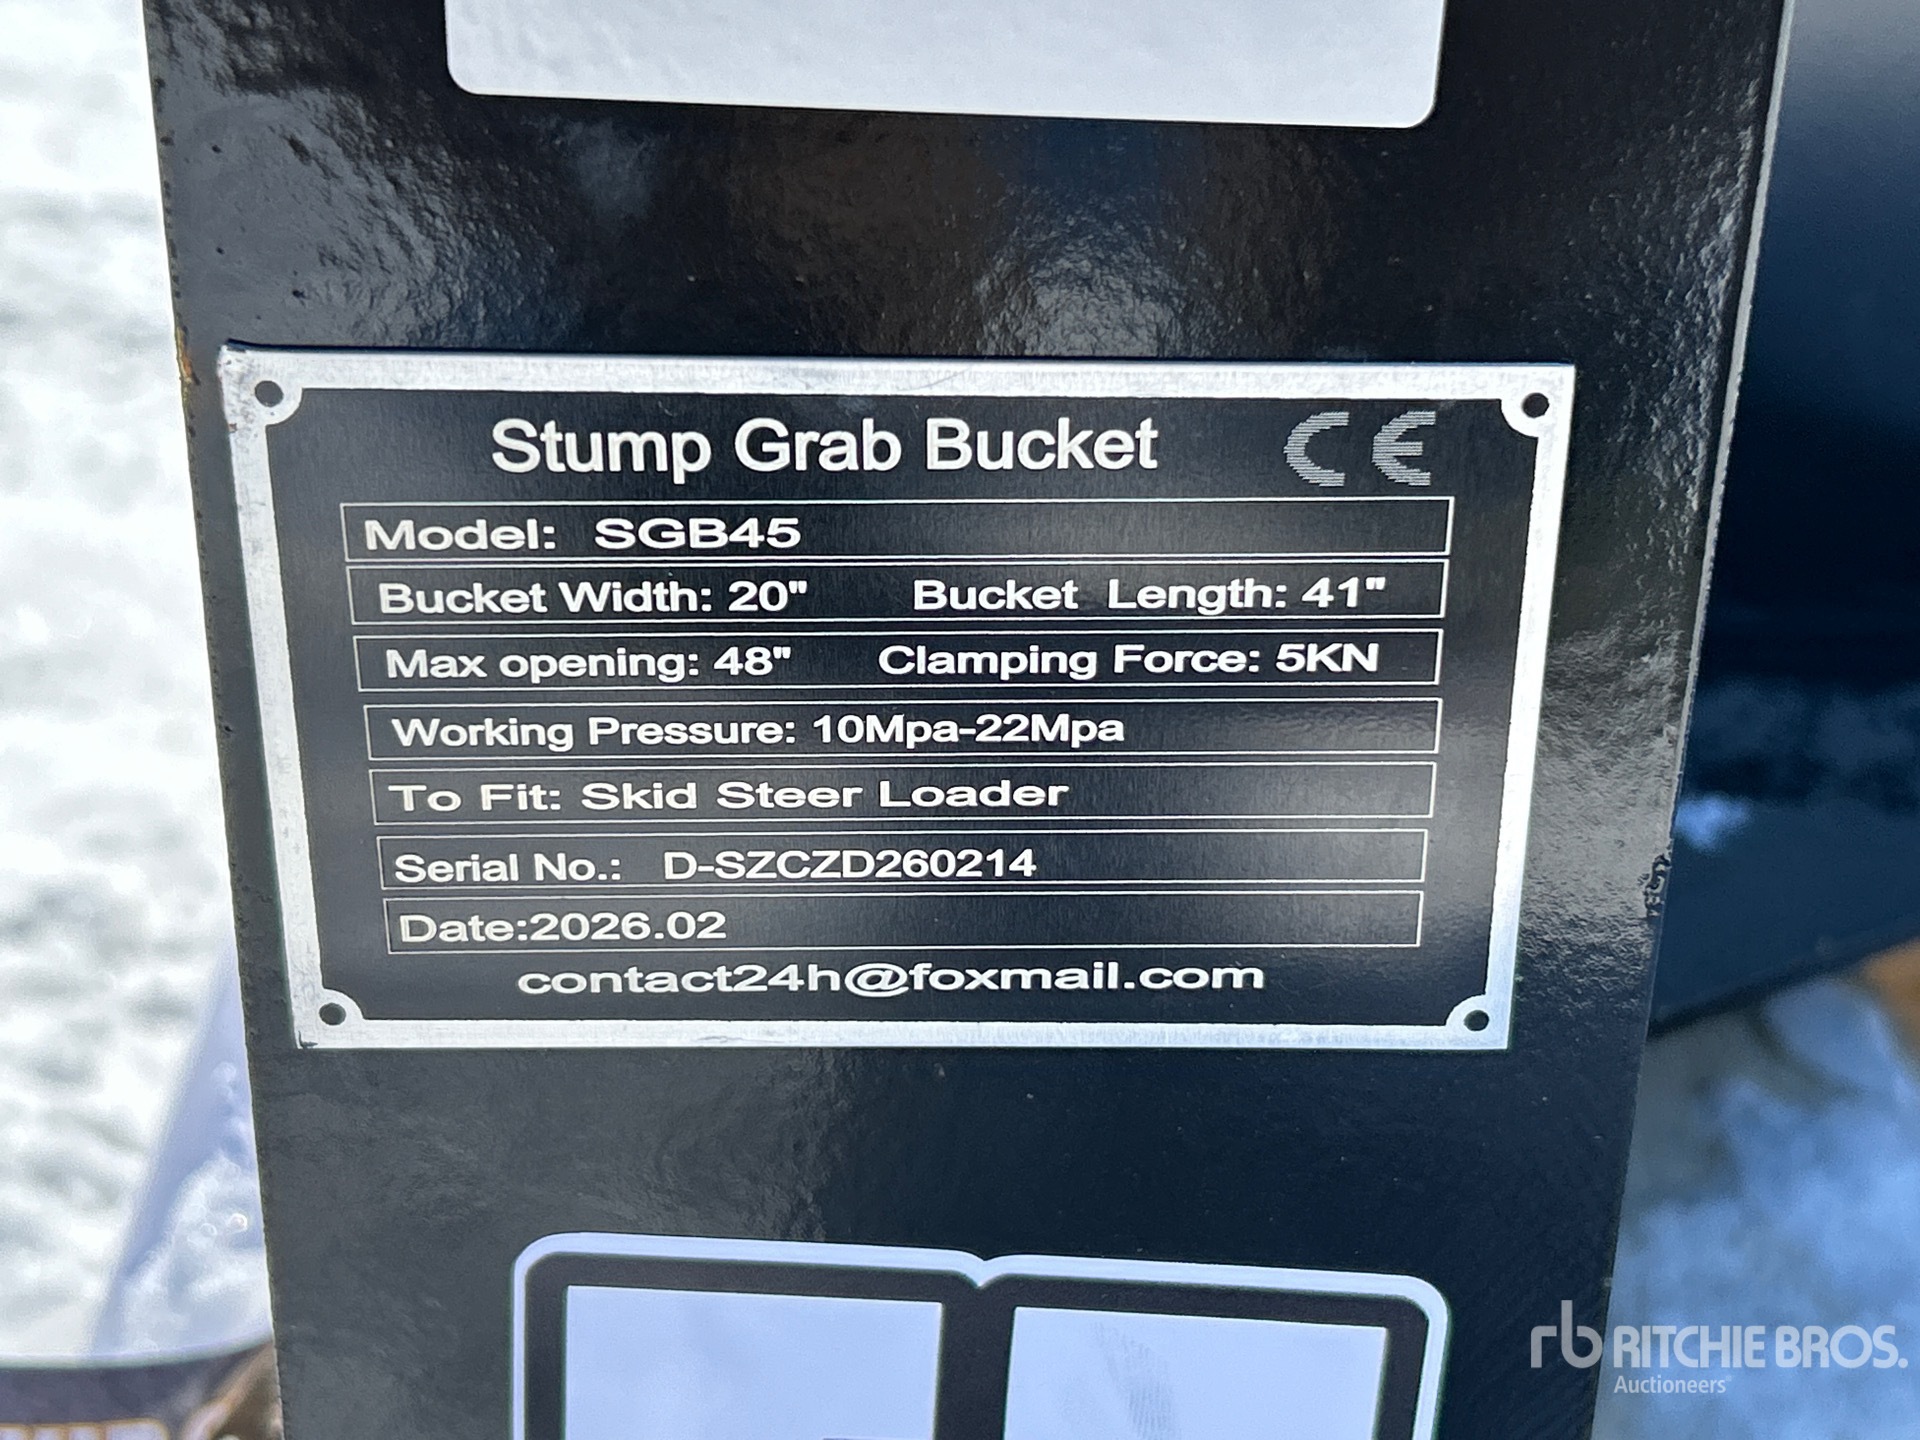 Stump Grab Bucket CE
Model: SGB45
Bucket Width: 20" Bucket Length: 41"
Max opening: 48" Clamping Force: 5KN
Working Pressure: 10Mpa-22Mpa
To Fit: Skid Steer Loader
Serial No.: D-SZCZD260214
Date:2026.02
contact24h@foxmail.com
rb RITCHIE BROS.
Auctioneers